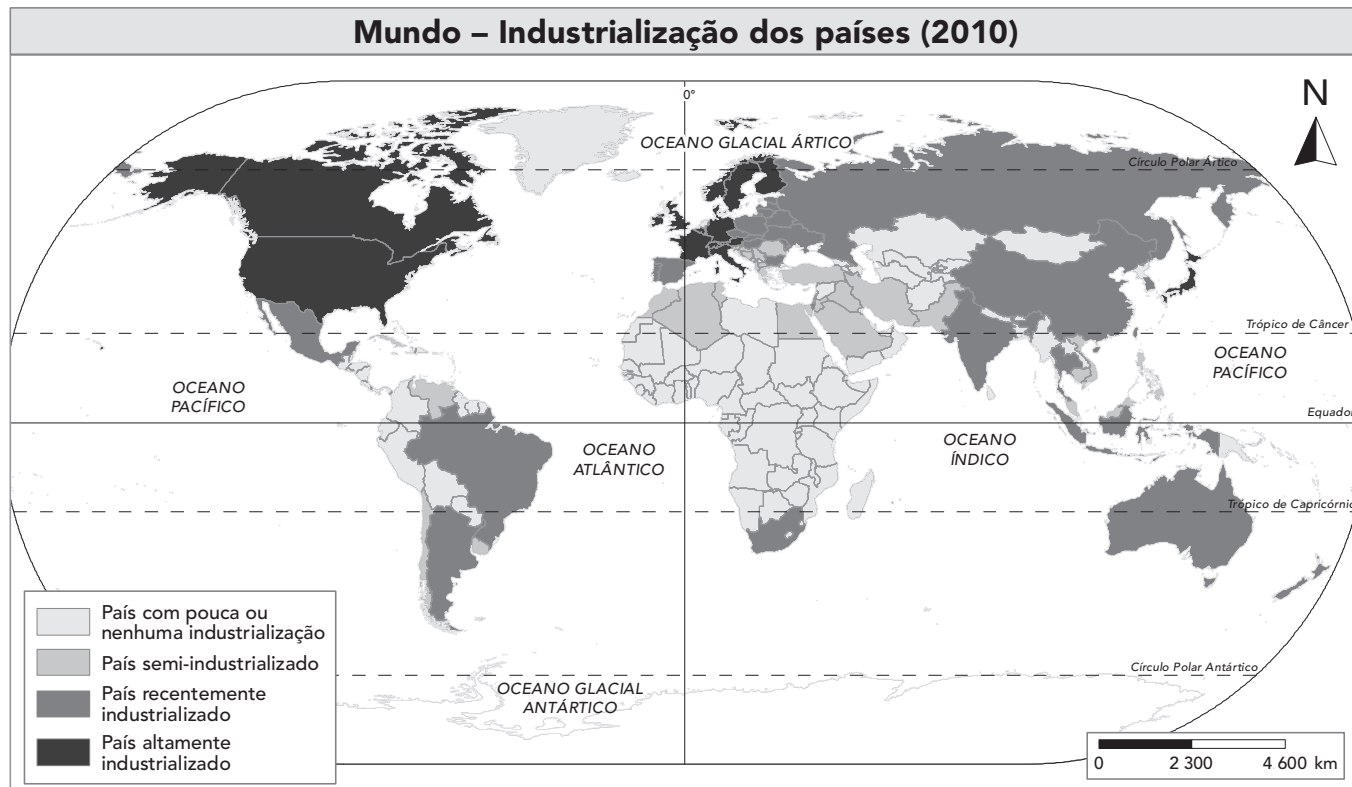 Mundo – Industrialização dos países (2010)
0°
N
OCEANO GLACIAL ÁRTICO
Círculo Polar Ártico
Trópico de Câncer
OCEANO
PACÍFICO
OCEANO
PACÍFICO
Equador
OCEANO
ATLÂNTICO
OCEANO
ÍNDICO
Trópico de Capricórnio
País com pouca ou
nenhuma industrialização
País semi-industrializado
País recentemente
industrializado
País altamente
industrializado
Círculo Polar Antártico
OCEANO GLACIAL
ANTÁRTICO
0 2 300 4 600 km